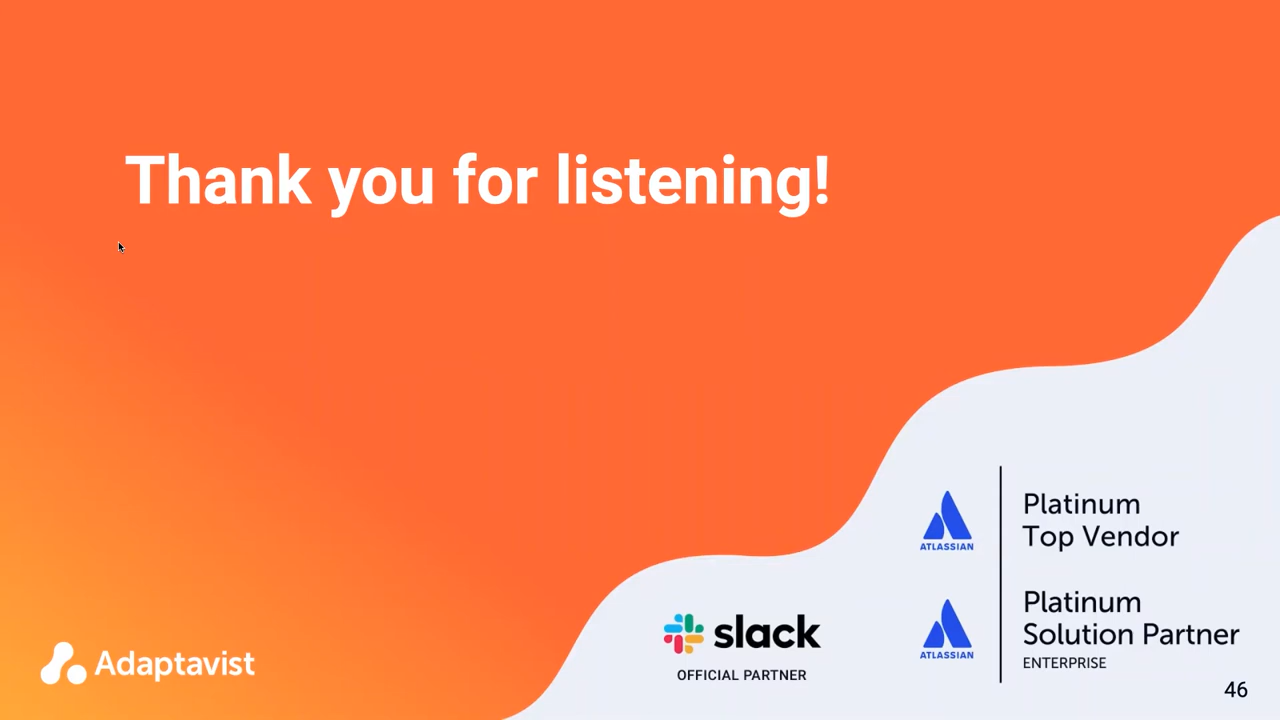 Thank you for listening!
ATLASSIAN
Platinum
Top Vendor
ATLASSIAN
Platinum
Solution Partner
ENTERPRISE
slack
OFFICIAL PARTNER
Adaptavist
46